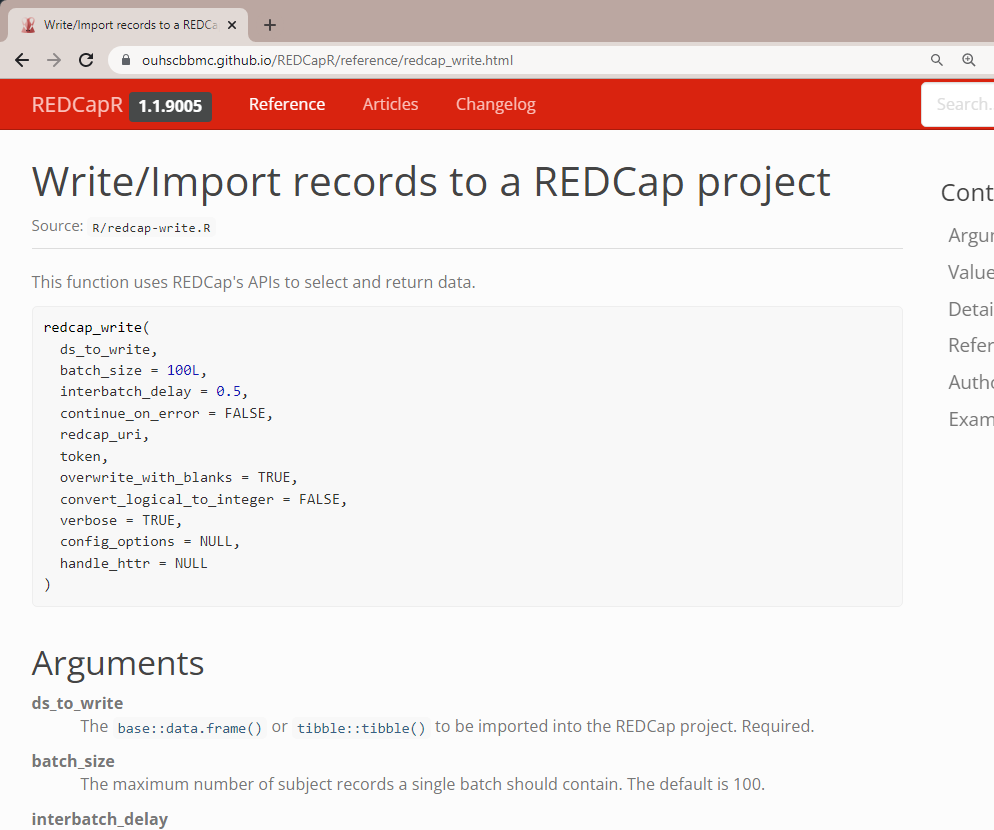 Write/Import records to a REDCa
ouhscbbmc.github.io/REDCapR/reference/redcap_write.html
REDCapR 1.1.9005 Reference Articles Changelog Search.
Write/Import records to a REDCap project
Source: R/redcap-write.R
This function uses REDCap's APIs to select and return data.
redcap_write(
  ds_to_write,
  batch_size = 100L,
  interbatch_delay = 0.5,
  continue_on_error = FALSE,
  redcap_uri,
  token,
  overwrite_with_blanks = TRUE,
  convert_logical_to_integer = FALSE,
  verbose = TRUE,
  config_options = NULL,
  handle_httr = NULL
)
Arguments
ds_to_write
The base::data.frame() or tibble::tibble() to be imported into the REDCap project. Required.
batch_size
The maximum number of subject records a single batch should contain. The default is 100.
interbatch_delay
Cont
Argur
Value
Detai
Refer
Autho
Exam